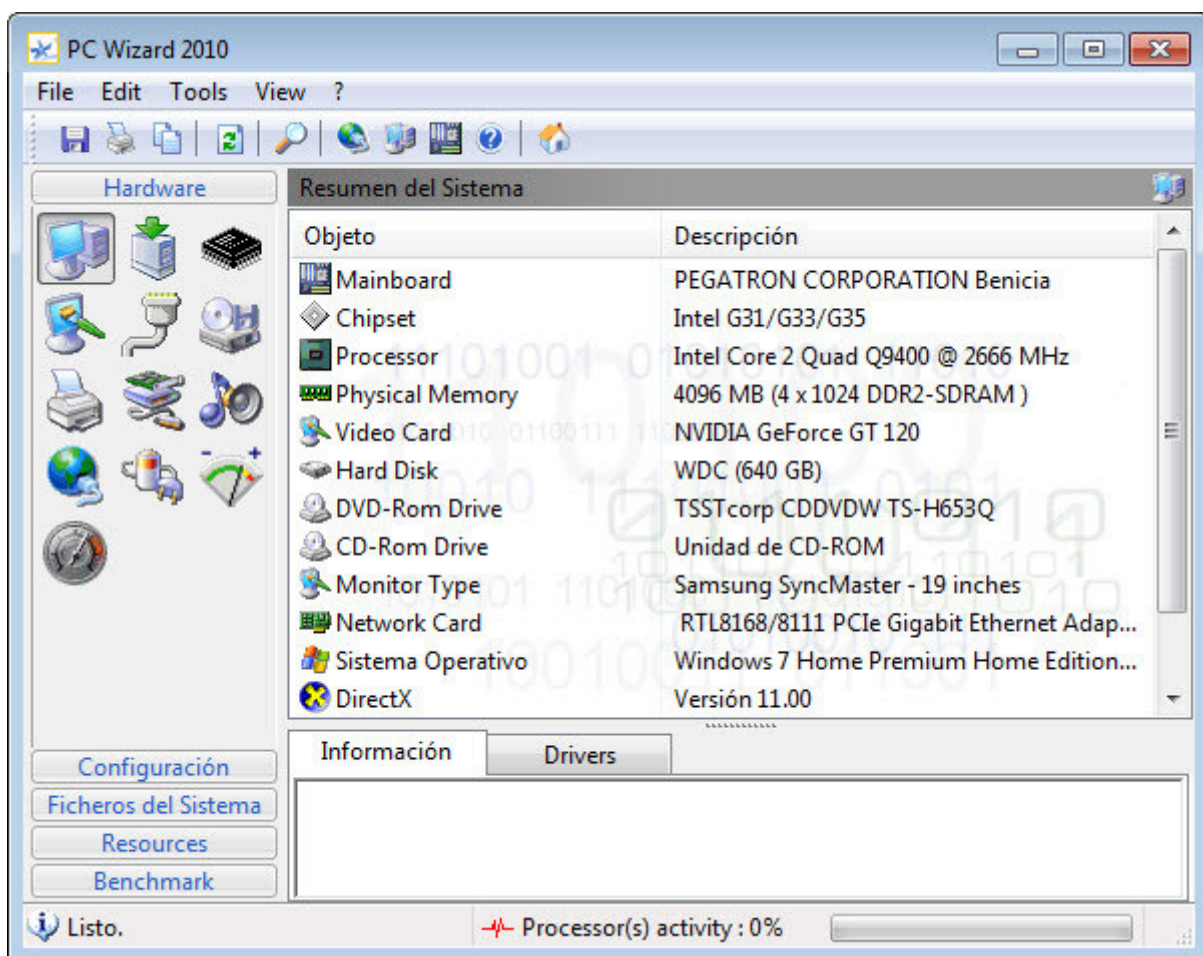 PC Wizard 2010
File Edit Tools View ?
Hardware
Resumen del Sistema
Objeto Descripción
Mainboard PEGATRON CORPORATION Benicia
Chipset Intel G31/G33/G35
Processor Intel Core 2 Quad Q9400 @ 2666 MHz
Physical Memory 4096 MB (4 x 1024 DDR2-SDRAM )
Video Card NVIDIA GeForce GT 120
Hard Disk WDC (640 GB)
DVD-Rom Drive TSSTcorp CDDVDW TS-H653Q
CD-Rom Drive Unidad de CD-ROM
Monitor Type Samsung SyncMaster - 19 inches
Network Card RTL8168/8111 PCIe Gigabit Ethernet Adap...
Sistema Operativo Windows 7 Home Premium Home Edition...
DirectX Versión 11.00
Configuración
Ficheros del Sistema
Resources
Benchmark
Información Drivers
Listo. Processor(s) activity : 0%